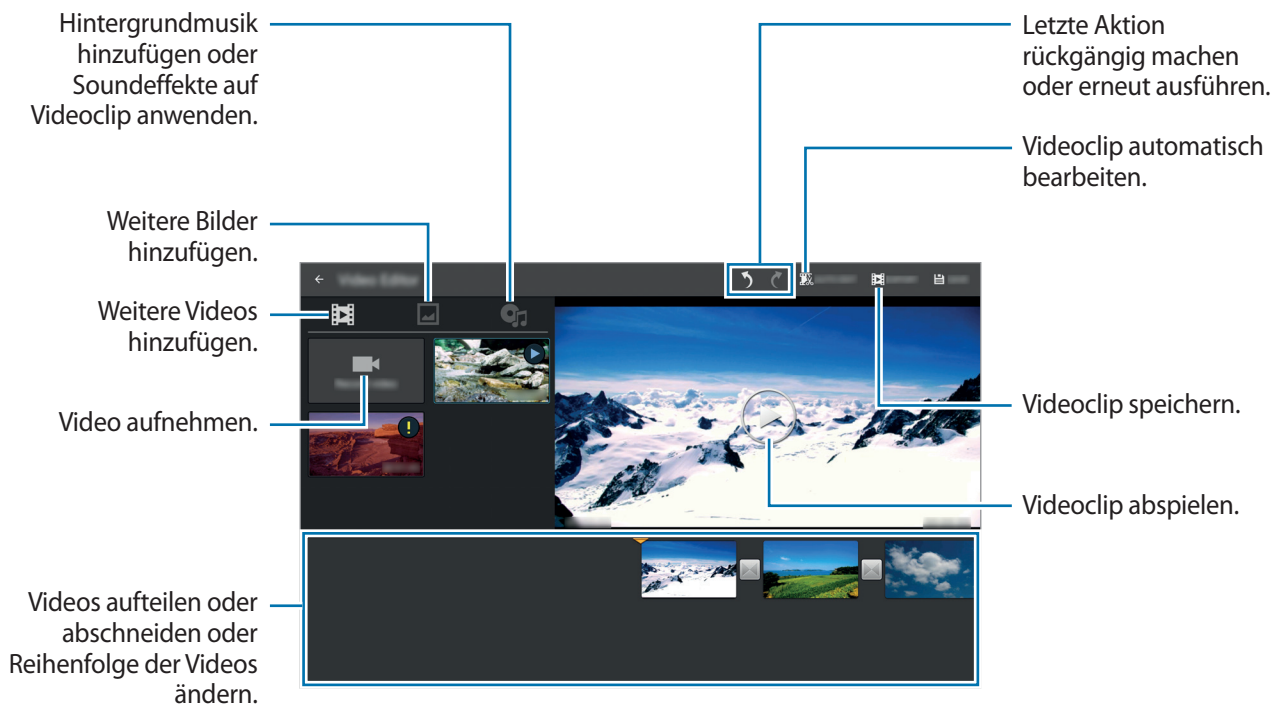 Hintergrundmusik
hinzufügen oder
Soundeffekte auf
Videoclip anwenden.
Weitere Bilder
hinzufügen.
Weitere Videos
hinzufügen.
Video aufnehmen.
Videos aufteilen oder
abschneiden oder
Reihenfolge der Videos
ändern.
Letzte Aktion
rückgängig machen
oder erneut ausführen.
Videoclip automatisch
bearbeiten.
Videoclip speichern.
Videoclip abspielen.